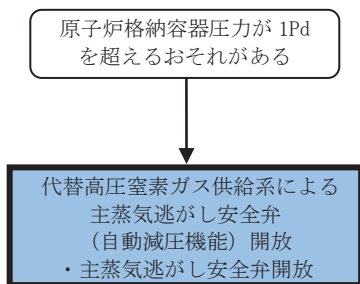 原子炉格納容器圧力が 1Pd
を超えるおそれがある
代替高圧窒素ガス供給系による
主蒸気逃がし安全弁
（自動減圧機能）開放
・主蒸気逃がし安全弁開放